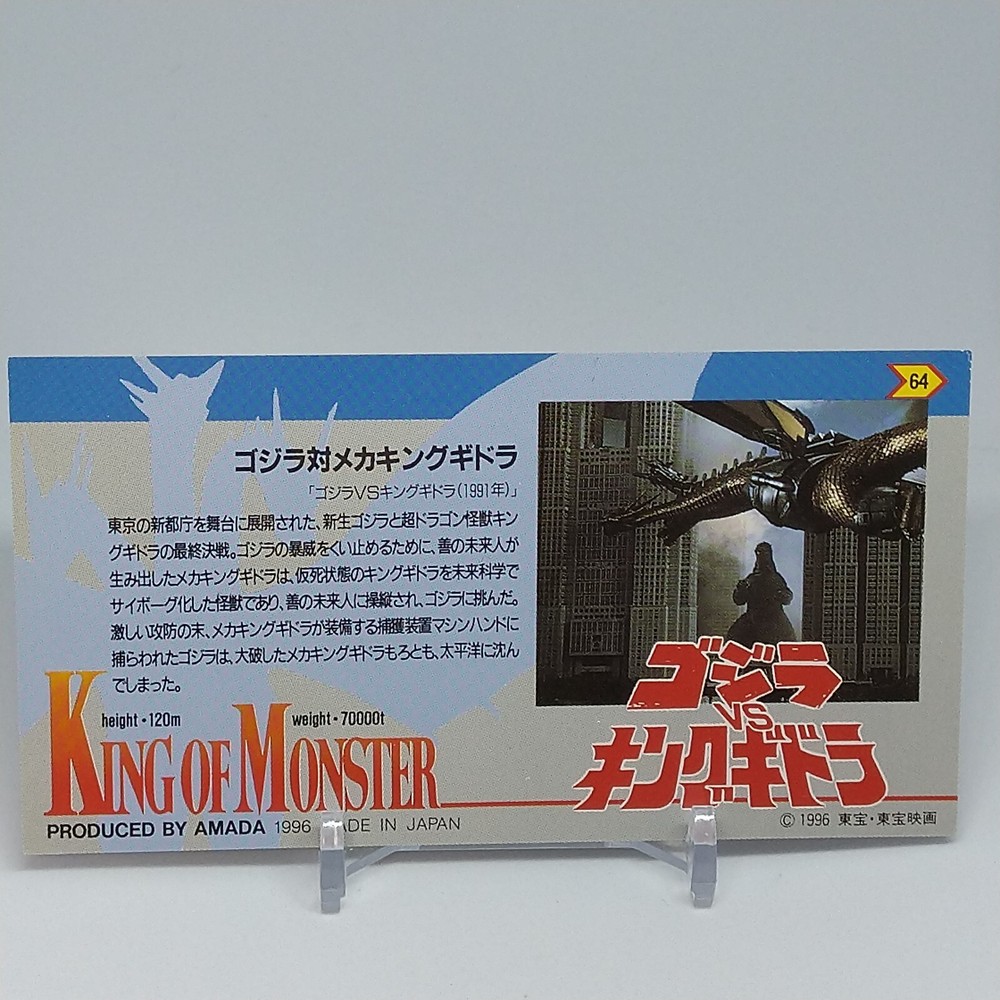 64
ゴジラ対メカキングギドラ
「ゴジラVSキングギドラ(1991年)」
東京の新都庁を舞台に展開された、新生ゴジラと超ドラゴン怪獣キン
グギドラの最終決戦。ゴジラの暴威をくい止めるために、善の未来人が
生み出したメカキングギドラは、仮死状態のキングギドラを未来科学で
サイボーグ化した怪獣であり、善の未来人に操縦され、ゴジラに挑んだ。
激しい攻防の末、メカキングギドラが装備する捕獲装置マシンハンドに
捕らわれたゴジラは、大破したメカキングギドラもろとも、太平洋に沈ん
でしまった。
height・120m weight・70000t
KING OF MONSTER
PRODUCED BY AMADA 1996 MADE IN JAPAN
ゴジラ
VS
キングギドラ
© 1996 東宝・東宝映画